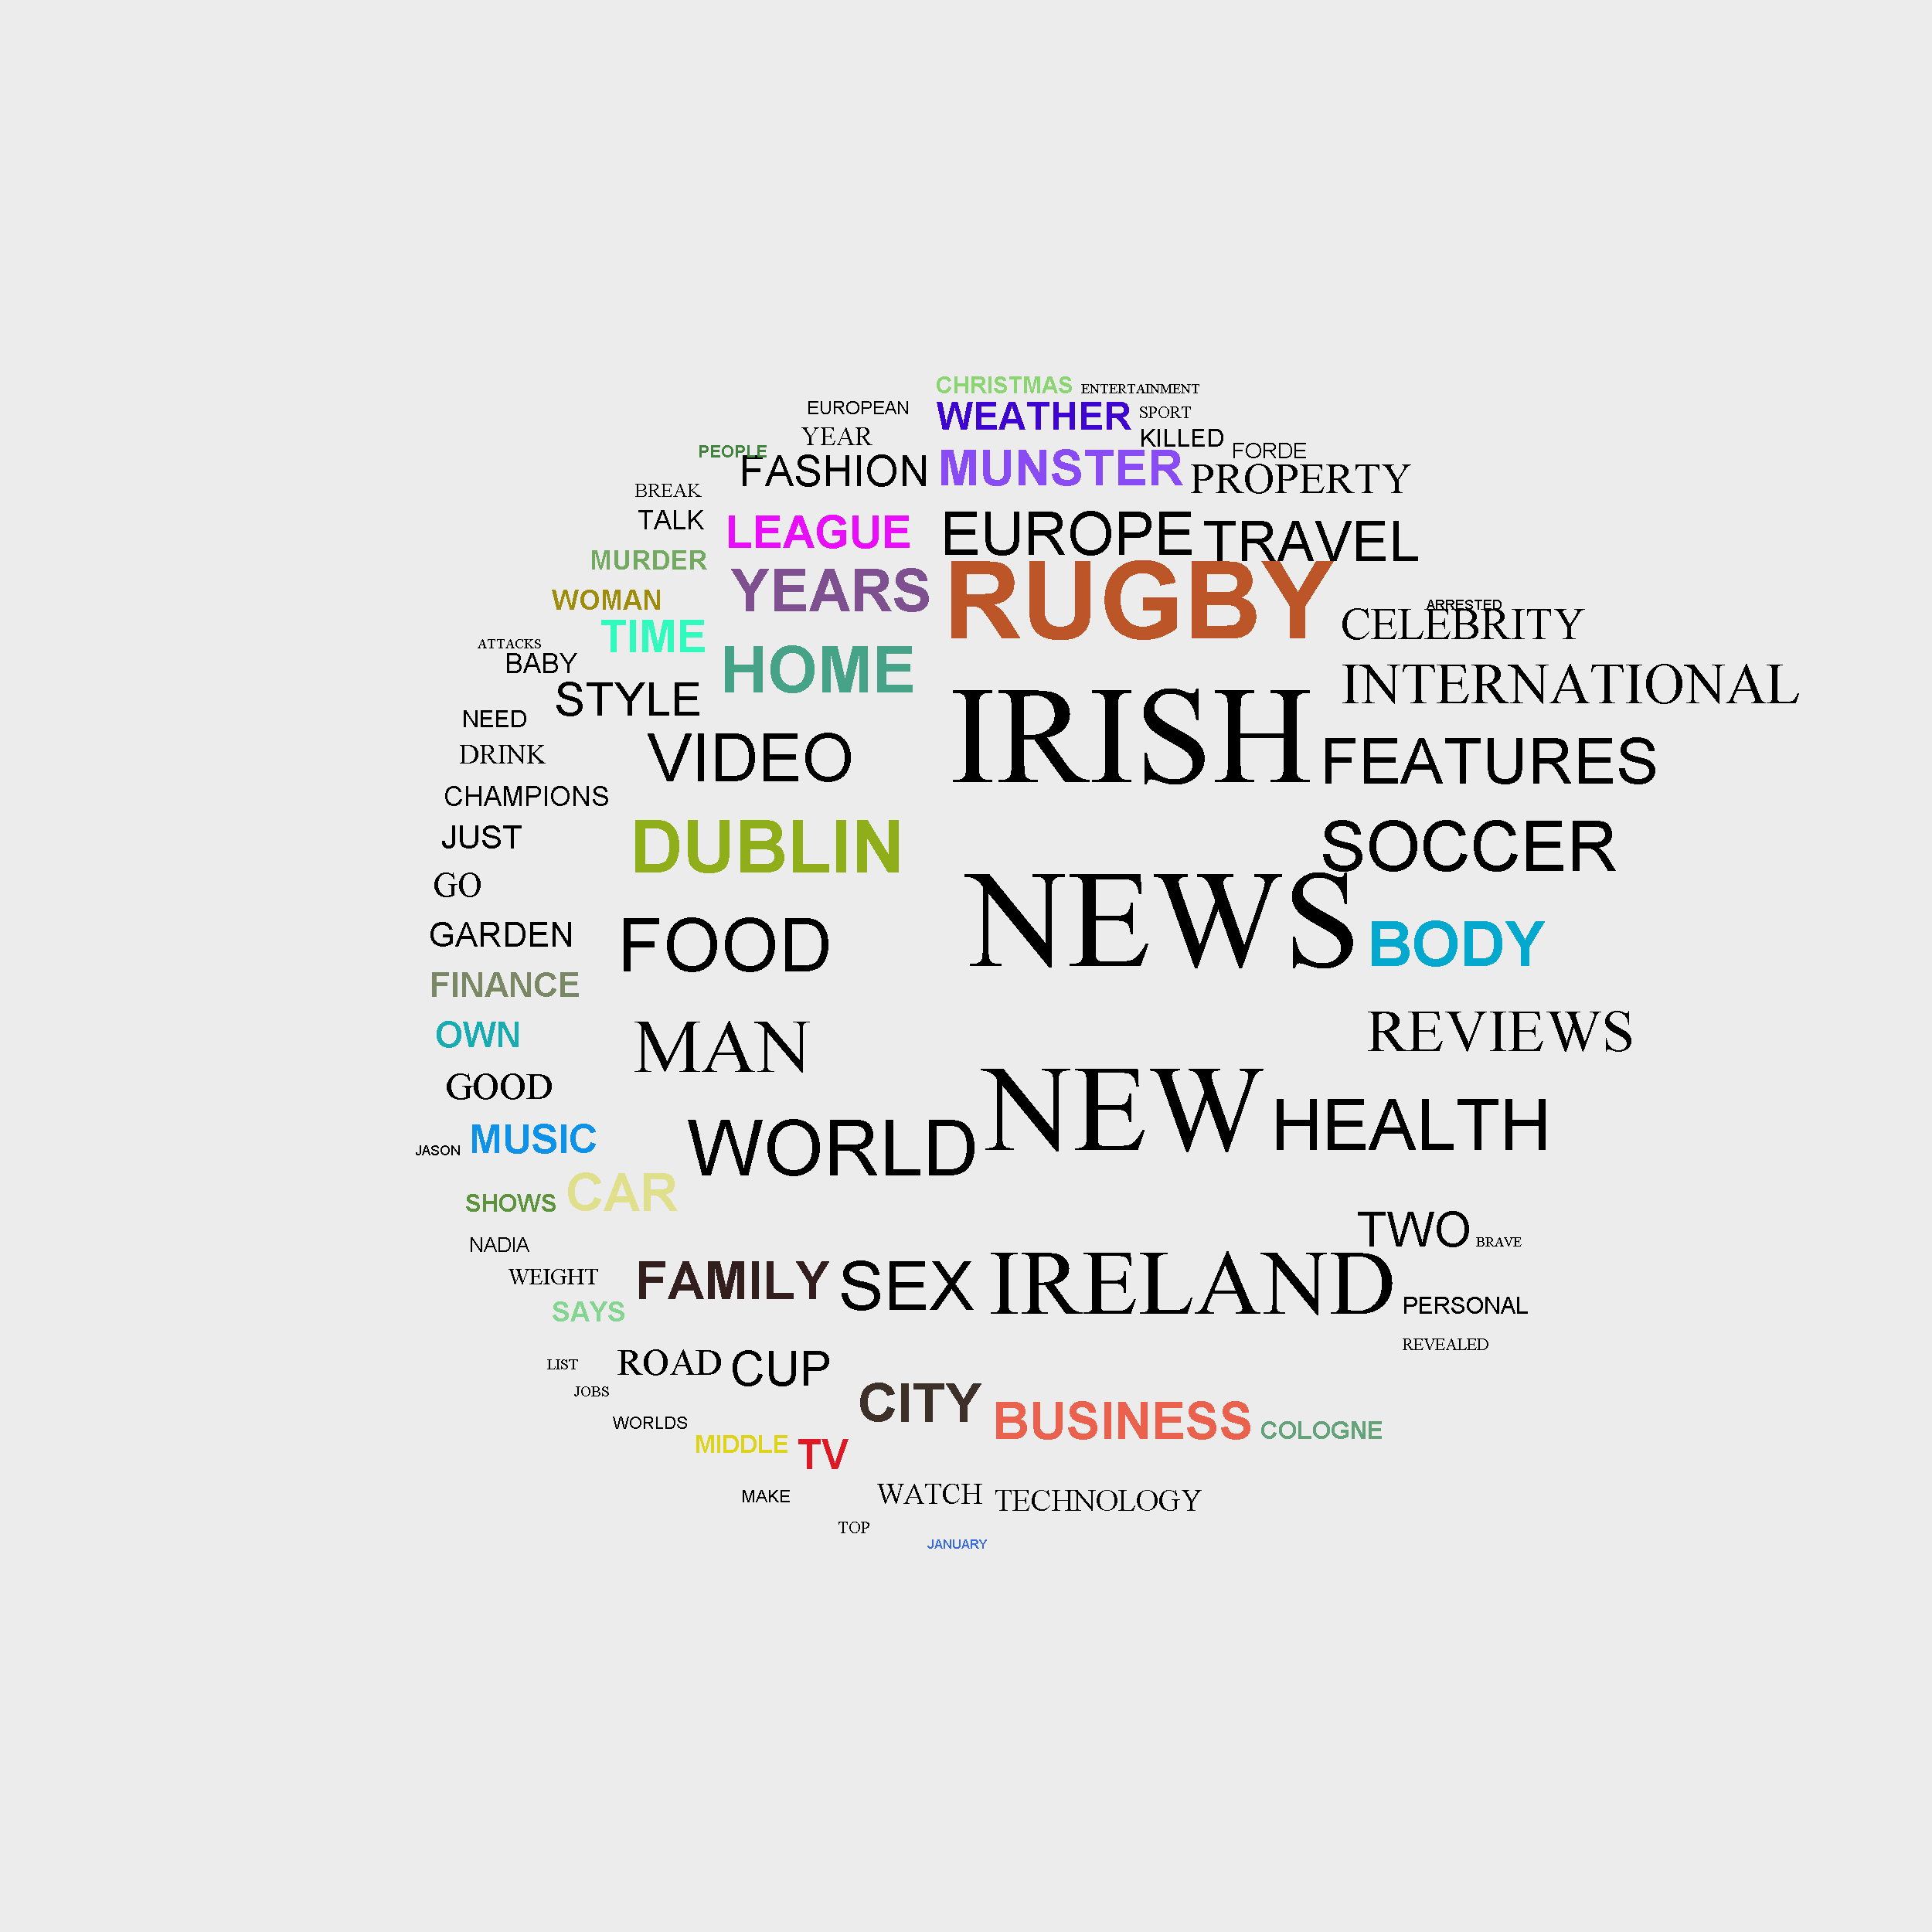 CHRISTMAS ENTERTAINMENT
EUROPEAN WEATHER SPORT
YEAR KILLED
PEOPLE FORDE
FASHION MUNSTER PROPERTY
BREAK
TALK LEAGUE EUROPE TRAVEL
MURDER
WOMAN YEARS RUGBY ARRESTED
TIME CELEBRITY
ATTACKS
BABY HOME
STYLE INTERNATIONAL
NEED
DRINK VIDEO IRISH FEATURES
CHAMPIONS
JUST DUBLIN SOCCER
GO
GARDEN FOOD NEWS BODY
FINANCE
OWN MAN REVIEWS
GOOD
MUSIC WORLD NEW HEALTH
JASON
SHOWS CAR
NADIA TWO BRAVE
WEIGHT FAMILY SEX IRELAND
SAYS PERSONAL
REVEALED
LIST ROAD CUP
JOBS
CITY BUSINESS
WORLDS COLOGNE
MIDDLE TV
MAKE WATCH TECHNOLOGY
TOP
JANUARY